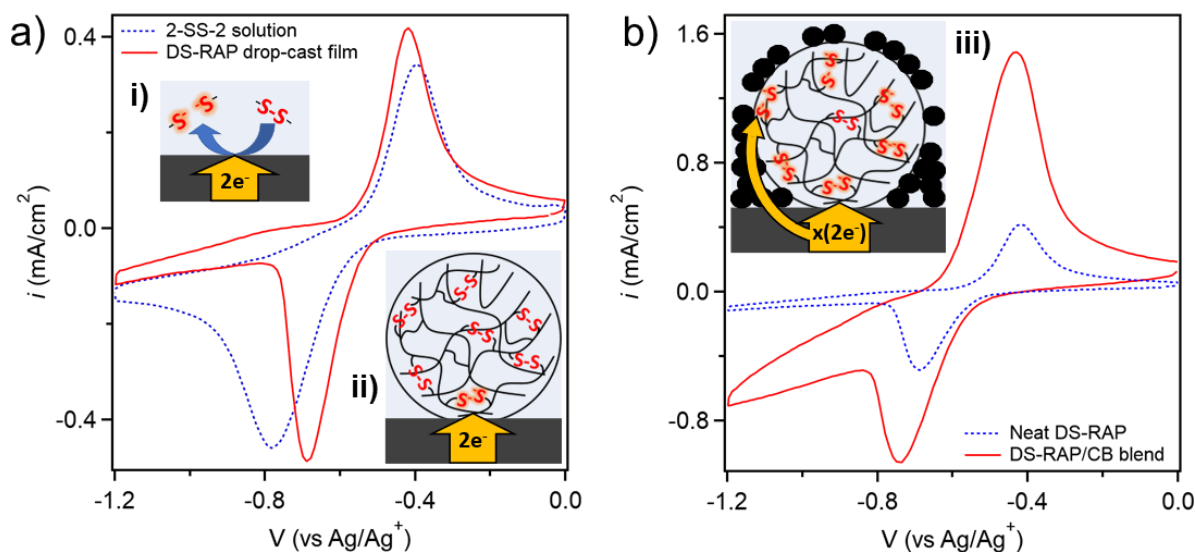 a)
2-SS-2 solution
DS-RAP drop-cast film
i)
S⁻ ⁻S
S-S
2e⁻
ii)
S-S
S-S
S-S
S-S
S-S
S-S
S-S
2e⁻
0.4
0.0
-0.4
i (mA/cm²)
-1.2 -0.8 -0.4 0.0
V (vs Ag/Ag⁺)
b)
iii)
S-S
x(2e⁻)
Neat DS-RAP
DS-RAP/CB blend
1.6
0.8
0.0
-0.8
i (mA/cm²)
-1.2 -0.8 -0.4 0.0
V (vs Ag/Ag⁺)